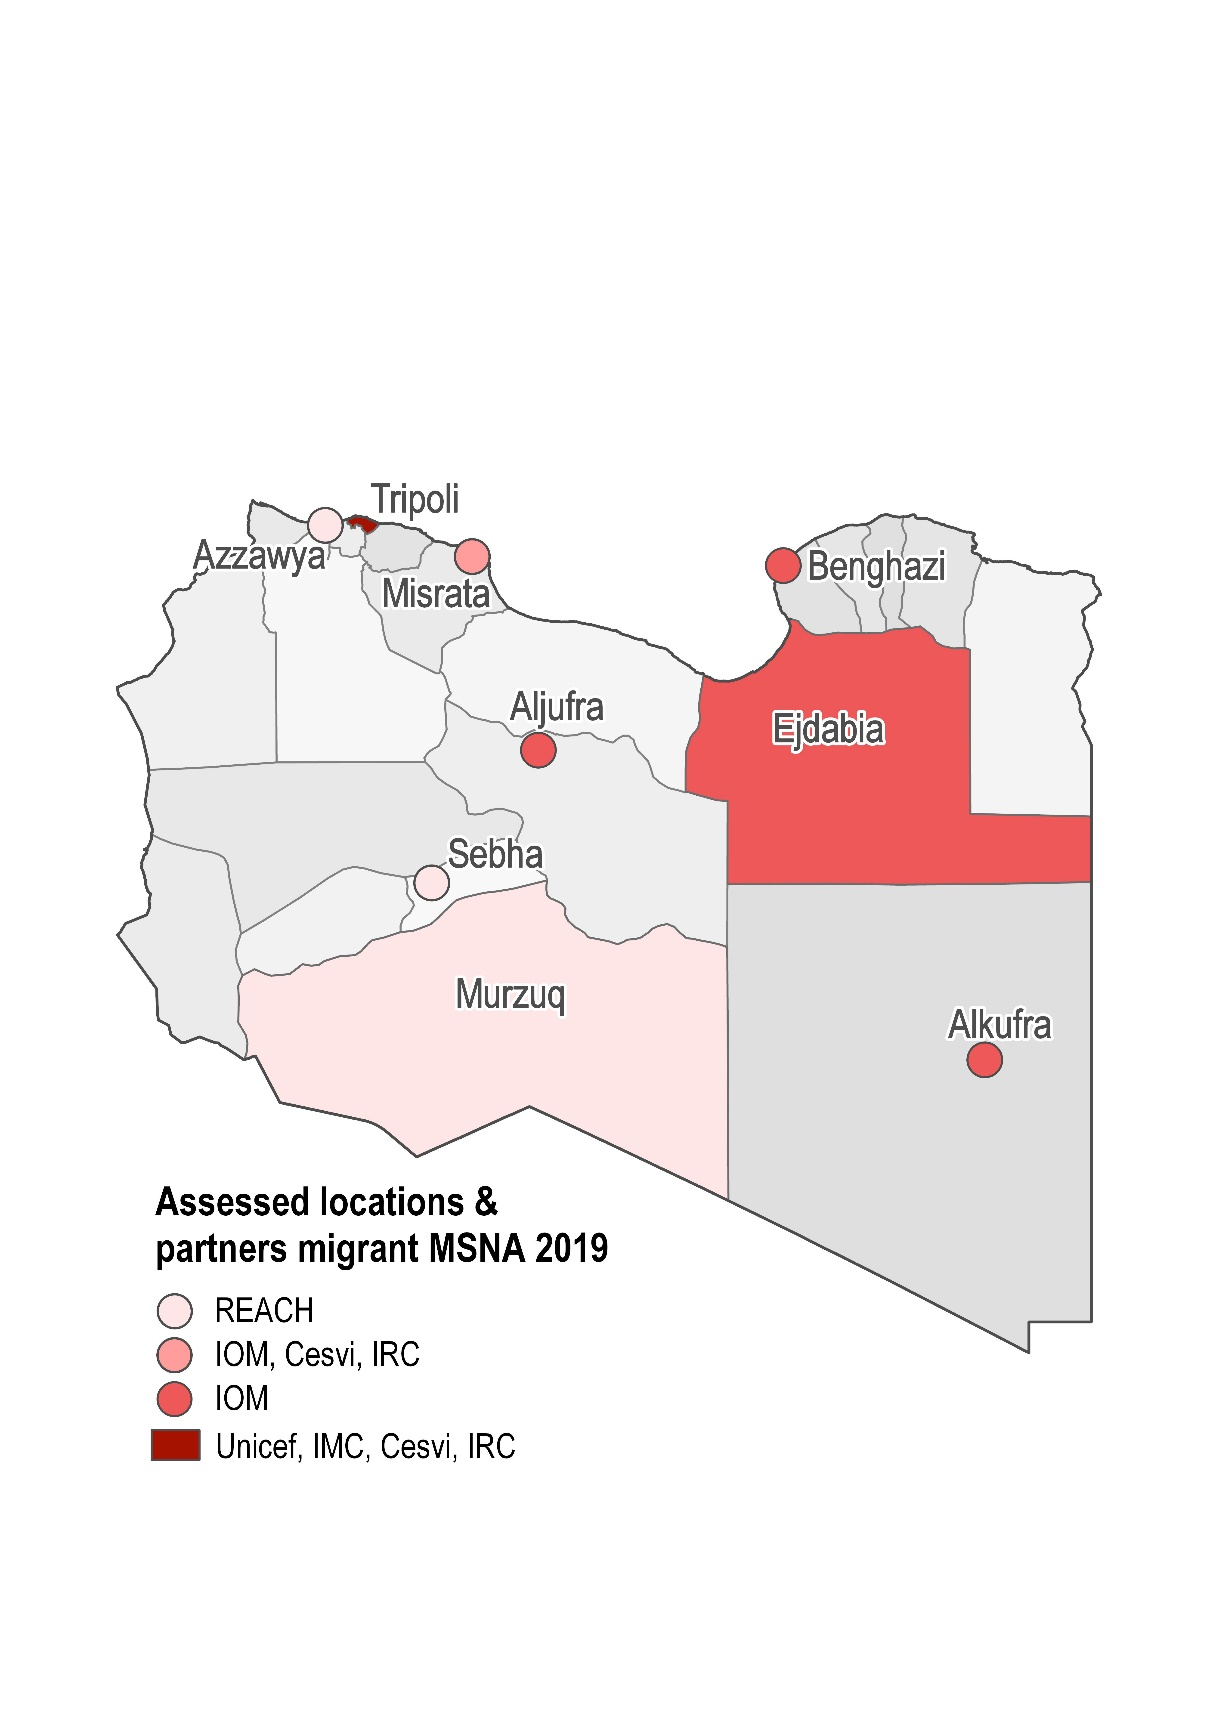 Tripoli
Azzawya
Misrata
Benghazi
Aljufra
Ejdabia
Sebha
Murzuq
Alkufra
Assessed locations &
partners migrant MSNA 2019
REACH
IOM, Cesvi, IRC
IOM
Unicef, IMC, Cesvi, IRC